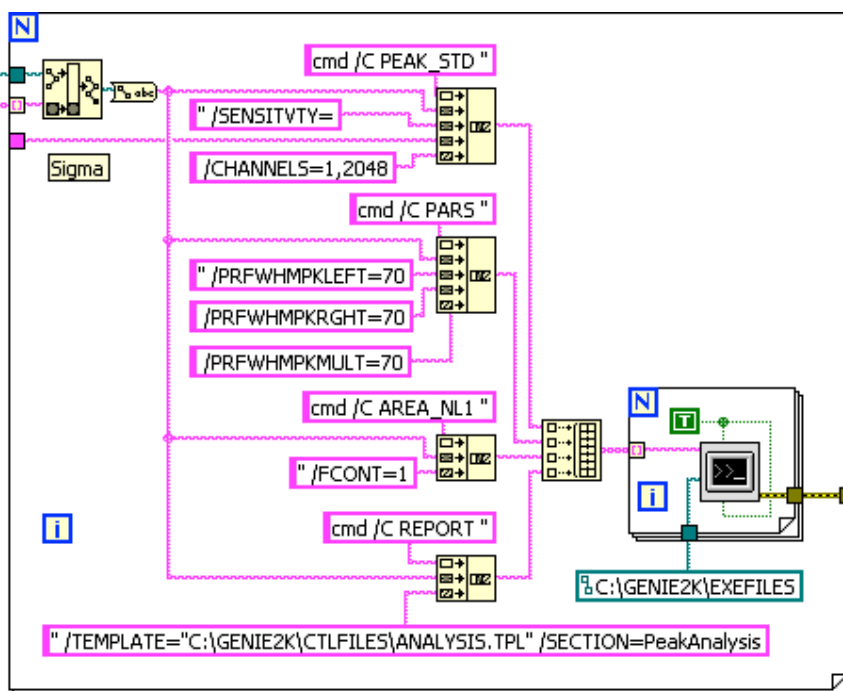 N
cmd /C PEAK_STD "
abc
" /SENSITVTY=
Sigma
/CHANNELS=1,2048
cmd /C PARS "
" /PRFWHMPKLEFT=70
/PRFWHMPKRGHT=70
/PRFWHMPKMULT=70
cmd /C AREA_NL1 "
N
T
" /FCONT=1
>>_
i
i
cmd /C REPORT "
C:\GENIE2K\EXEFILES
" /TEMPLATE="C:\GENIE2K\CTLFILES\ANALYSIS.TPL" /SECTION=PeakAnalysis